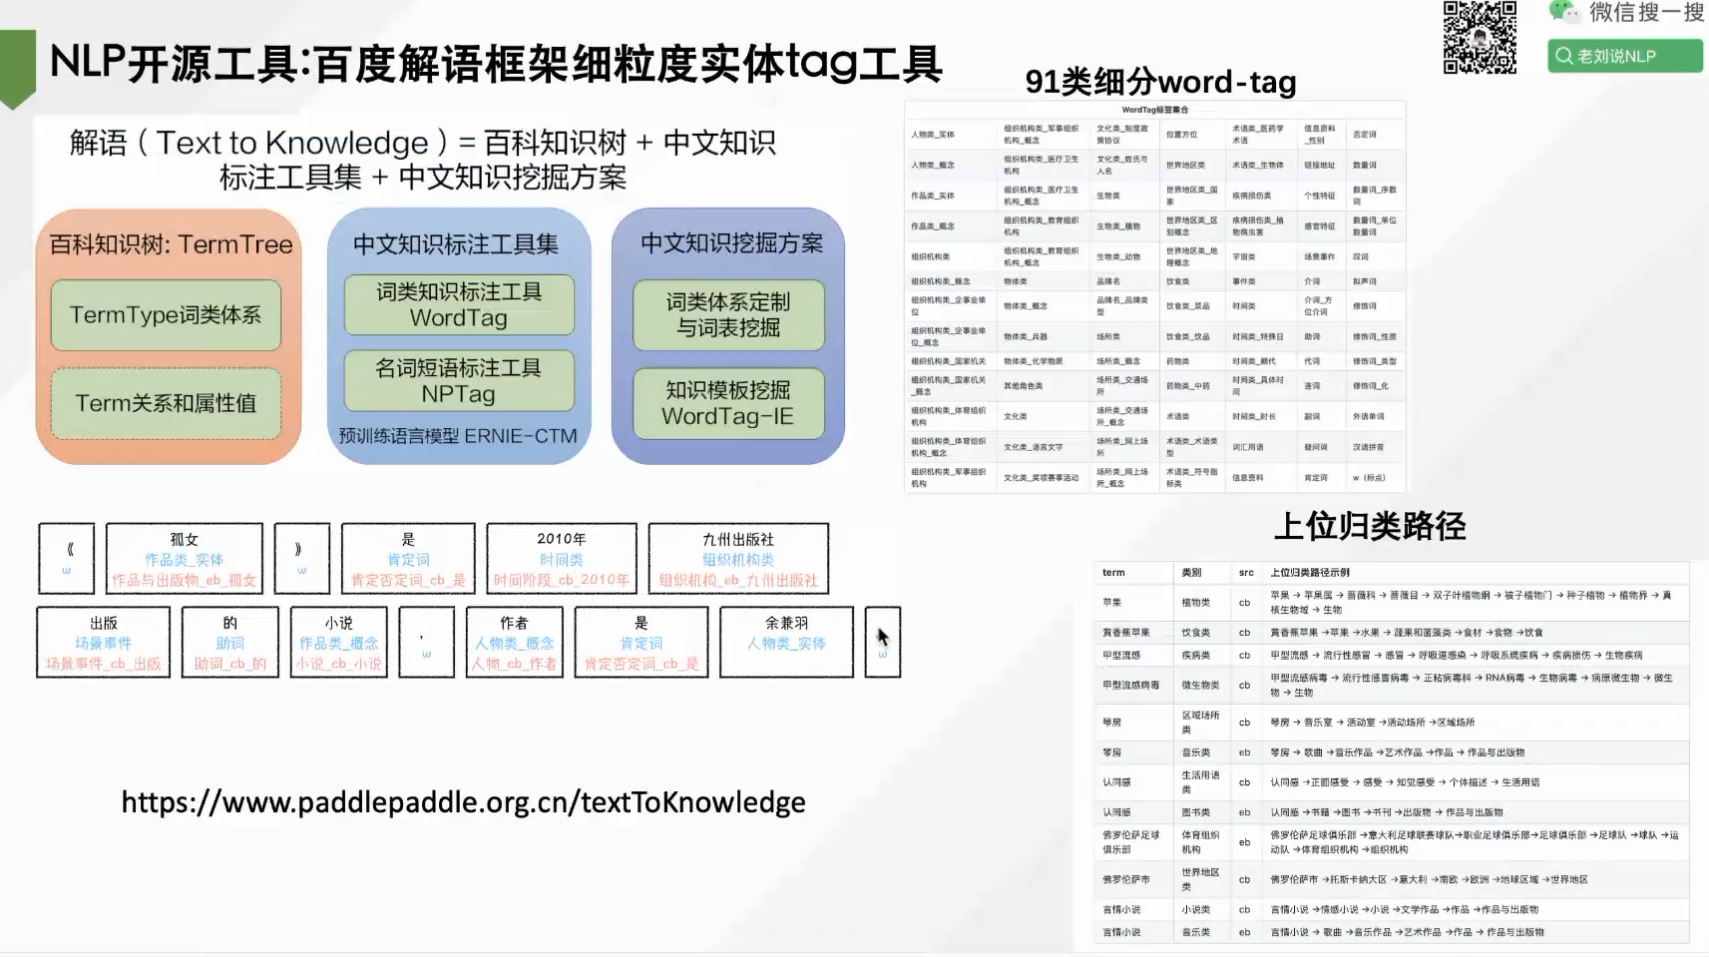 微信搜一搜
老刘说NLP
NLP开源工具:百度解语框架细粒度实体tag工具
解语（Text to Knowledge）= 百科知识树 + 中文知识
标注工具集 + 中文知识挖掘方案
百科知识树: TermTree
TermType词类体系
Term关系和属性值
中文知识标注工具集
词类知识标注工具
WordTag
名词短语标注工具
NPTag
预训练语言模型 ERNIE-CTM
中文知识挖掘方案
词类体系定制
与词表挖掘
知识模板挖掘
WordTag-IE
91类细分word-tag
WordTag标签集合
人物类_实体 组织机构类_军事组织机构_概念 文化类_制度政策协议 位置方位 术语类_医药学术语 信息资料_性别 否定词
人物类_概念 组织机构类_医疗卫生机构 文化类_姓氏与人名 世界地区类 术语类_生物体 链接地址 数量词
作品类_实体 组织机构类_医疗卫生机构_概念 生物类 世界地区类_国家 疾病损伤类 个性特征 数量词_序数词
作品类_概念 组织机构类_教育组织机构 生物类_植物 世界地区类_区划概念 疾病损伤类_植物病虫害 感官特征 数量词_单位数量词
组织机构类 组织机构类_教育组织机构_概念 生物类_动物 世界地区类_地理概念 宇宙类 场景事件 叹词
组织机构类_概念 物体类 品牌名 饮食类 事件类 介词 拟声词
组织机构类_企事业单位 物体类_概念 品牌名_品牌类型 饮食类_菜品 时间类 介词_方位介词 修饰词
组织机构类_企事业单位_概念 物体类_兵器 场所类 饮食类_饮品 时间类_特殊日 助词 修饰词_性质
组织机构类_国家机关 物体类_化学物质 场所类_概念 药物类 时间类_朝代 代词 修饰词_类型
组织机构类_国家机关_概念 其他角色类 场所类_交通场所 药物类_中药 时间类_具体时间 连词 修饰词_化
组织机构类_体育组织机构 文化类 场所类_交通场所_概念 术语类 时间类_时长 副词 外语单词
组织机构类_体育组织机构_概念 文化类_语言文字 场所类_网上场所 术语类_术语类型 词汇用语 疑问词 汉语拼音
组织机构类_军事组织机构 文化类_奖项赛事活动 场所类_网上场所_概念 术语类_符号指标类 信息资料 肯定词 w（标点）
《 孤女 》 是 2010年 九州出版社
w 作品类_实体 w 肯定词 时间类 组织机构类
作品与出版物_eb_孤女 肯定否定词_cb_是 时间阶段_cb_2010年 组织机构_eb_九州出版社
出版 的 小说 ， 作者 是 余兼羽
场景事件 助词 作品类_概念 w 人物类_概念 肯定词 人物类_实体 w
场景事件_cb_出版 助词_cb_的 小说_cb_小说 人物_eb_作者 肯定否定词_cb_是
https://www.paddlepaddle.org.cn/textToKnowledge
上位归类路径
term 类别 src 上位归类路径示例
苹果 植物类 cb 苹果 → 苹果属 → 蔷薇科 → 蔷薇目 → 双子叶植物纲 → 被子植物门 → 种子植物 → 植物界 → 真核生物域 → 生物
黄香蕉苹果 饮食类 cb 黄香蕉苹果 →苹果 →水果 → 蔬果和菌藻类 →食材 →食物 →饮食
甲型流感 疾病类 cb 甲型流感 → 流行性感冒 → 感冒 → 呼吸道感染 → 呼吸系统疾病 → 疾病损伤 → 生物疾病
甲型流感病毒 微生物类 cb 甲型流感病毒 → 流行性感冒病毒 → 正粘病毒科 → RNA病毒 → 生物病毒 → 病原微生物 → 微生物 → 生物
琴房 区域场所类 cb 琴房 → 音乐室 → 活动室 →活动场所 →区域场所
琴房 音乐类 eb 琴房 → 歌曲 →音乐作品 →艺术作品 →作品 → 作品与出版物
认同感 生活用语类 cb 认同感 →正面感受 → 感受 → 知觉感受 → 个体描述 → 生活用语
认同感 图书类 eb 认同感 →书籍 →图书 →书刊 →出版物 → 作品与出版物
佛罗伦萨足球俱乐部 体育组织机构 eb 佛罗伦萨足球俱乐部 →意大利足球联赛球队→职业足球俱乐部→足球俱乐部 →足球队 →球队 →运动队 →体育组织机构 →组织机构
佛罗伦萨市 世界地区类 cb 佛罗伦萨市 →托斯卡纳大区 →意大利 →南欧 →欧洲 →地球区域 →世界地区
言情小说 小说类 cb 言情小说 →情感小说 →小说 →文学作品 →作品 →作品与出版物
言情小说 音乐类 eb 言情小说 → 歌曲 →音乐作品 →艺术作品 →作品 → 作品与出版物